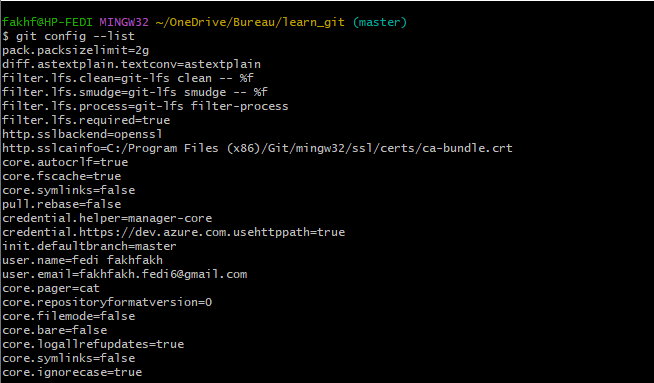 fakhf@HP-FEDI MINGW32 ~/OneDrive/Bureau/learn_git (master)
$ git config --list
pack.packsizelimit=2g
diff.astextplain.textconv=astextplain
filter.lfs.clean=git-lfs clean -- %f
filter.lfs.smudge=git-lfs smudge -- %f
filter.lfs.process=git-lfs filter-process
filter.lfs.required=true
http.sslbackend=openssl
http.sslcainfo=C:/Program Files (x86)/Git/mingw32/ssl/certs/ca-bundle.crt
core.autocrlf=true
core.fscache=true
core.symlinks=false
pull.rebase=false
credential.helper=manager-core
credential.https://dev.azure.com.usehttppath=true
init.defaultbranch=master
user.name=fedi fakhfakh
user.email=fakhfakh.fedi6@gmail.com
core.pager=cat
core.repositoryformatversion=0
core.filemode=false
core.bare=false
core.logallrefupdates=true
core.symlinks=false
core.ignorecase=true